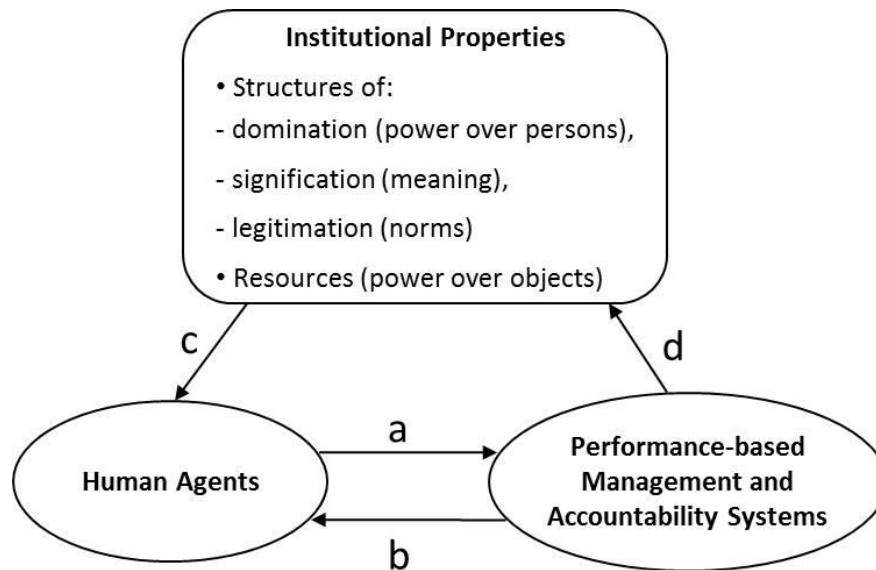 Institutional Properties
• Structures of:
- domination (power over persons),
- signification (meaning),
- legitimation (norms)
• Resources (power over objects)
c
d
a
Human Agents
Performance-based
Management and
Accountability Systems
b